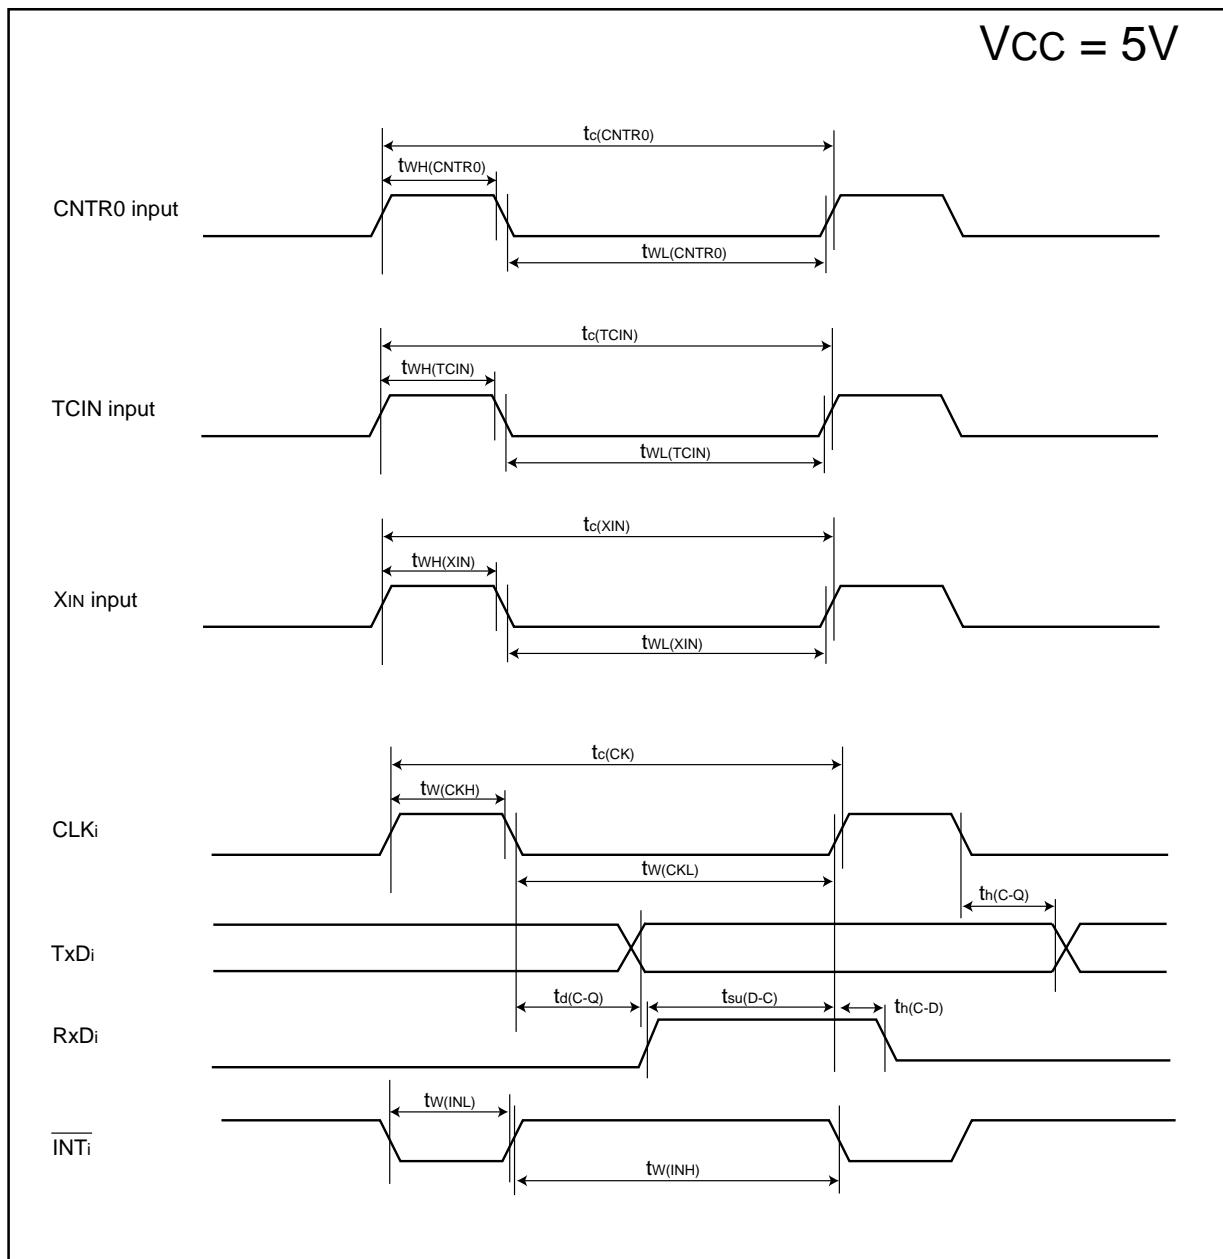 VCC = 5V
tc(CNTR0)
tWH(CNTR0)
CNTR0 input
tWL(CNTR0)
tc(TCIN)
tWH(TCIN)
TCIN input
tWL(TCIN)
tc(XIN)
tWH(XIN)
XIN input
tWL(XIN)
tc(CK)
tW(CKH)
CLKi
tW(CKL)
th(C-Q)
TxDi
td(C-Q)
tsu(D-C)
th(C-D)
RxDi
tW(INL)
INTi
tW(INH)